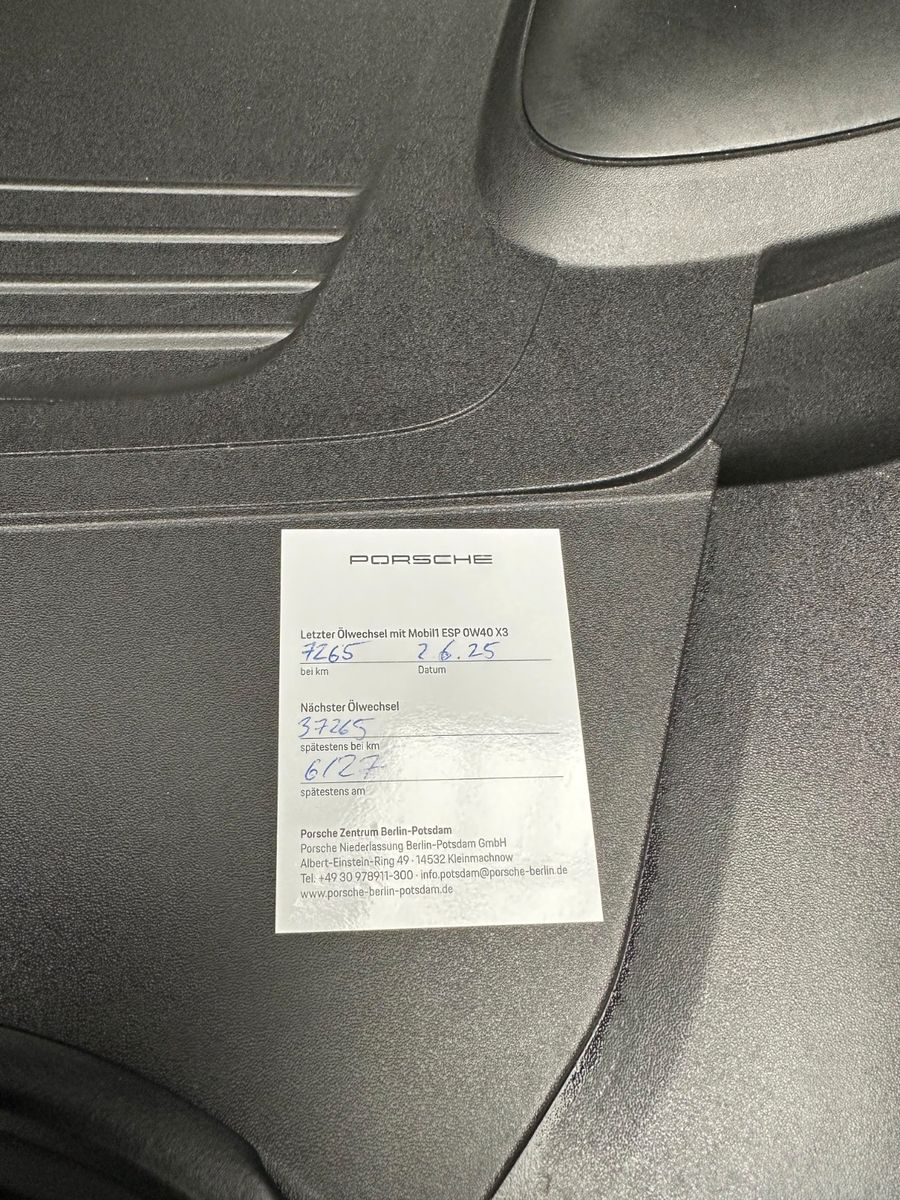 PORSCHE
Letzter Ölwechsel mit Mobil1 ESP 0W40 X3
7265 2 6.25
bei km Datum
Nächster Ölwechsel
37265
spätestens bei km
6/27
spätestens am
Porsche Zentrum Berlin-Potsdam
Porsche Niederlassung Berlin-Potsdam GmbH
Albert-Einstein-Ring 49 · 14532 Kleinmachnow
Tel. +49 30 978911-300 · info.potsdam@porsche-berlin.de
www.porsche-berlin-potsdam.de